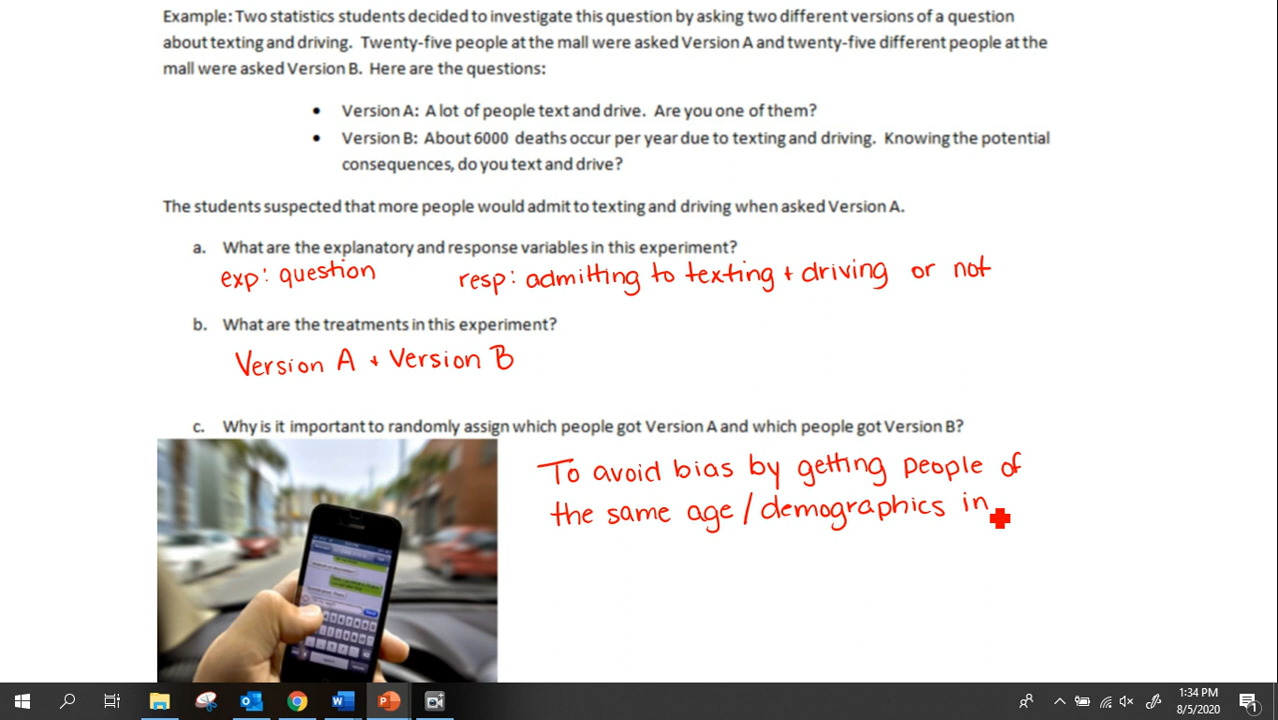 Example: Two statistics students decided to investigate this question by asking two different versions of a question
about texting and driving. Twenty-five people at the mall were asked Version A and twenty-five different people at the
mall were asked Version B. Here are the questions:
• Version A: A lot of people text and drive. Are you one of them?
• Version B: About 6000 deaths occur per year due to texting and driving. Knowing the potential
consequences, do you text and drive?
The students suspected that more people would admit to texting and driving when asked Version A.
a. What are the explanatory and response variables in this experiment?
exp: question resp: admitting to texting + driving or not
b. What are the treatments in this experiment?
Version A + Version B
c. Why is it important to randomly assign which people got Version A and which people got Version B?
To avoid bias by getting people of
the same age/demographics in
1:34 PM
8/5/2020
1